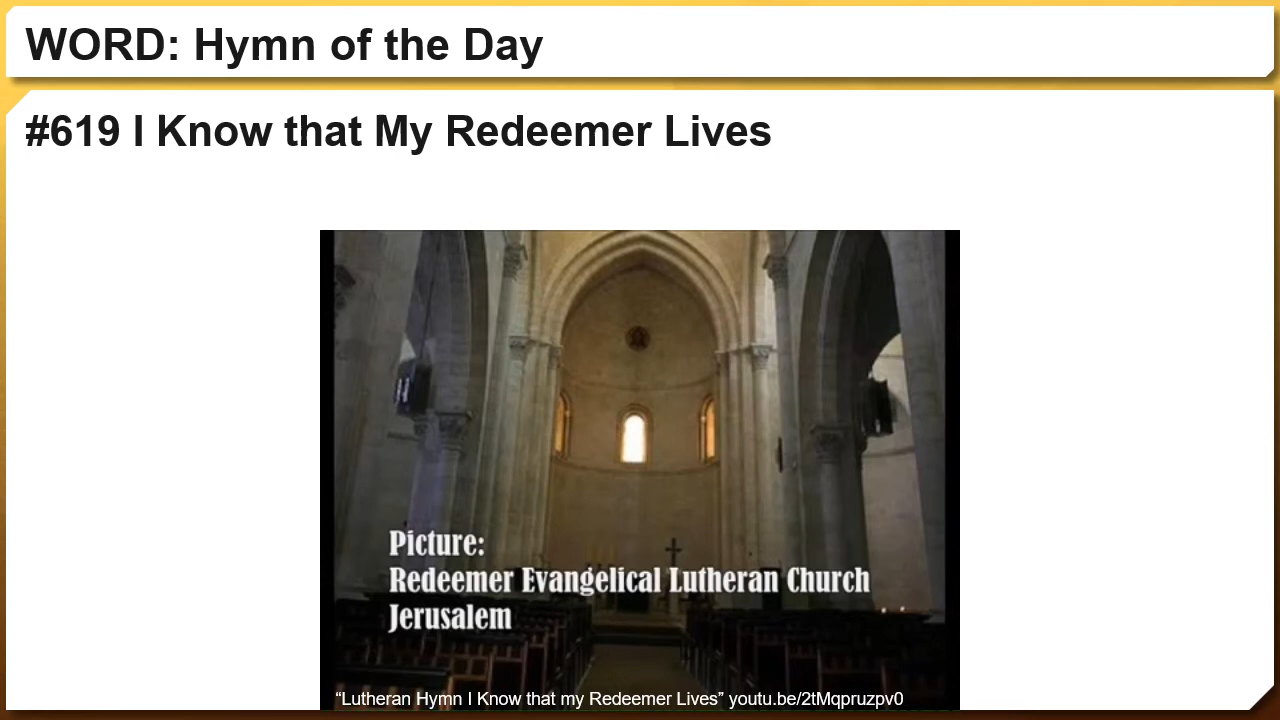 WORD: Hymn of the Day
#619 I Know that My Redeemer Lives
Picture:
Redeemer Evangelical Lutheran Church
Jerusalem
“Lutheran Hymn I Know that my Redeemer Lives” youtu.be/2tMqpruzpv0